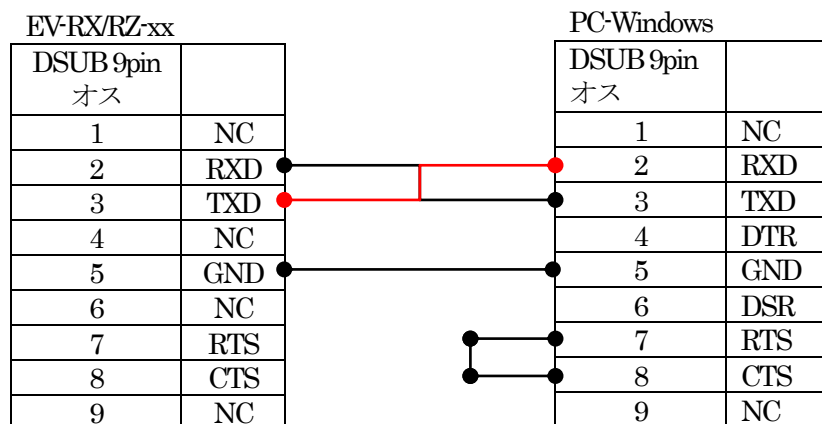 EV-RX/RZ-xx
DSUB 9pin
オス
1 NC
2 RXD
3 TXD
4 NC
5 GND
6 NC
7 RTS
8 CTS
9 NC
PC-Windows
DSUB 9pin
オス
1 NC
2 RXD
3 TXD
4 DTR
5 GND
6 DSR
7 RTS
8 CTS
9 NC